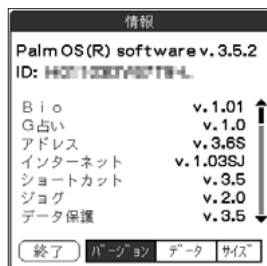 情報
Palm OS(R) software v. 3.5.2
ID:
Bio v. 1.01
G占い v. 1.0
アドレス v. 3.6S
インターネット v. 1.03SJ
ショートカット v. 3.5
ジョグ v. 2.0
データ保護 v. 3.5
終了 バージョン データ サイズ